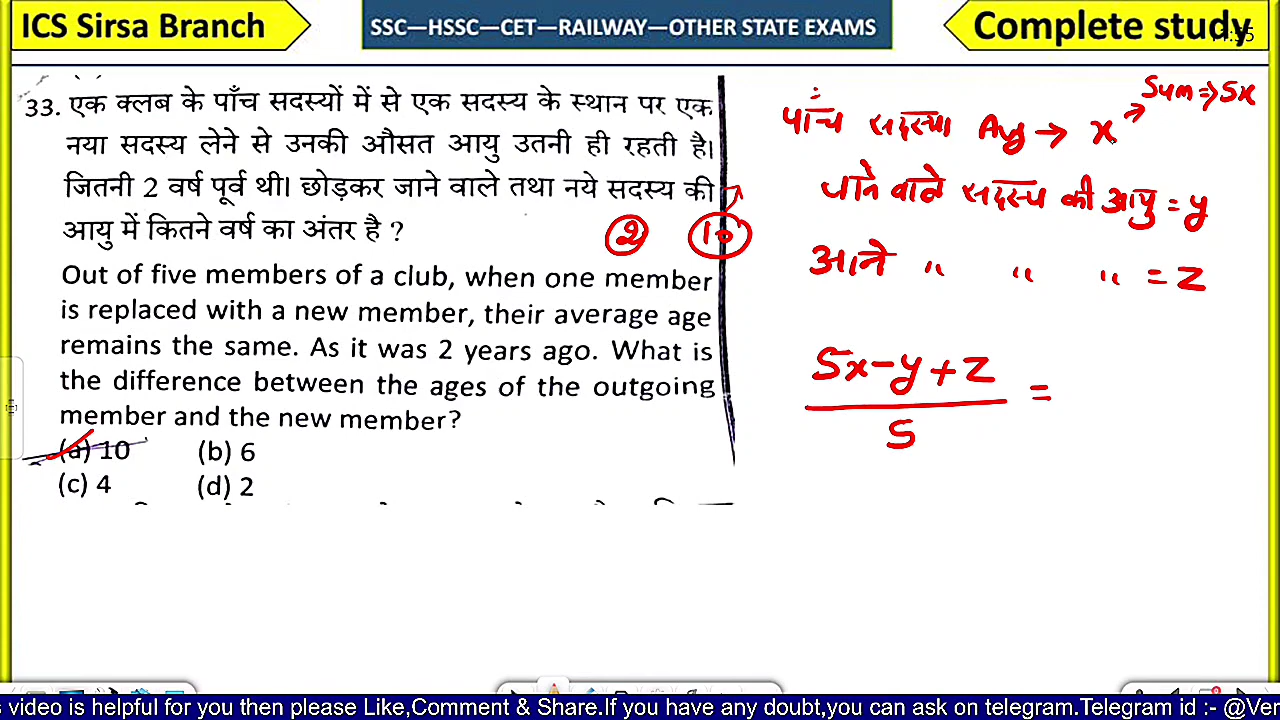 ICS Sirsa Branch
SSC—HSSC—CET—RAILWAY—OTHER STATE EXAMS
Complete study
33. एक क्लब के पाँच सदस्यों में से एक सदस्य के स्थान पर एक
नया सदस्य लेने से उनकी औसत आयु उतनी ही रहती है।
जितनी 2 वर्ष पूर्व थी। छोड़कर जाने वाले तथा नये सदस्य की
आयु में कितने वर्ष का अंतर है ?
2 10
Out of five members of a club, when one member
is replaced with a new member, their average age
remains the same. As it was 2 years ago. What is
the difference between the ages of the outgoing
member and the new member?
(a) 10 (b) 6
(c) 4 (d) 2
Sum ⇒ 5x
पाँच सदस्यों Avg → x
जाने वाले सदस्य की आयु = y
आने " " " = z
5x-y+z
5
=
s video is helpful for you then please Like,Comment & Share.If you have any doubt,you can ask on telegram.Telegram id :- @Ver